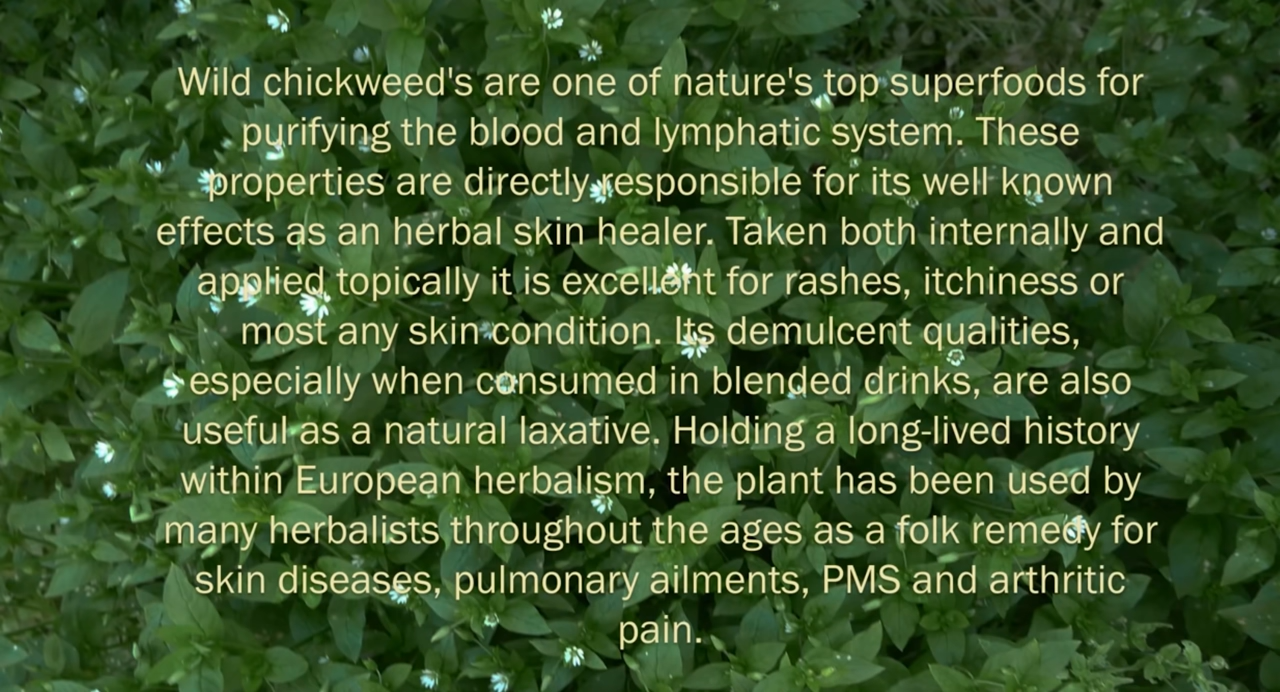 Wild chickweed's are one of nature's top superfoods for
purifying the blood and lymphatic system. These
properties are directly responsible for its well known
effects as an herbal skin healer. Taken both internally and
applied topically it is excellent for rashes, itchiness or
most any skin condition. Its demulcent qualities,
especially when consumed in blended drinks, are also
useful as a natural laxative. Holding a long-lived history
within European herbalism, the plant has been used by
many herbalists throughout the ages as a folk remedy for
skin diseases, pulmonary ailments, PMS and arthritic
pain.